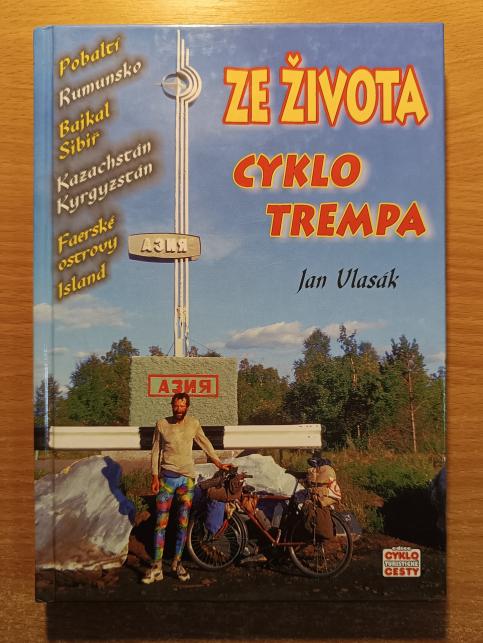 Pobaltí
Rumunsko
Bajkal
Sibiř
Kazachstán
Kyrgyzstán
Faerské
ostrovy
Island
ZE ŽIVOTA
CYKLO
TREMPA
Jan Vlasák
АЗИЯ
АЗИЯ
edice
CYKLO
TURISTICKÉ
CESTY